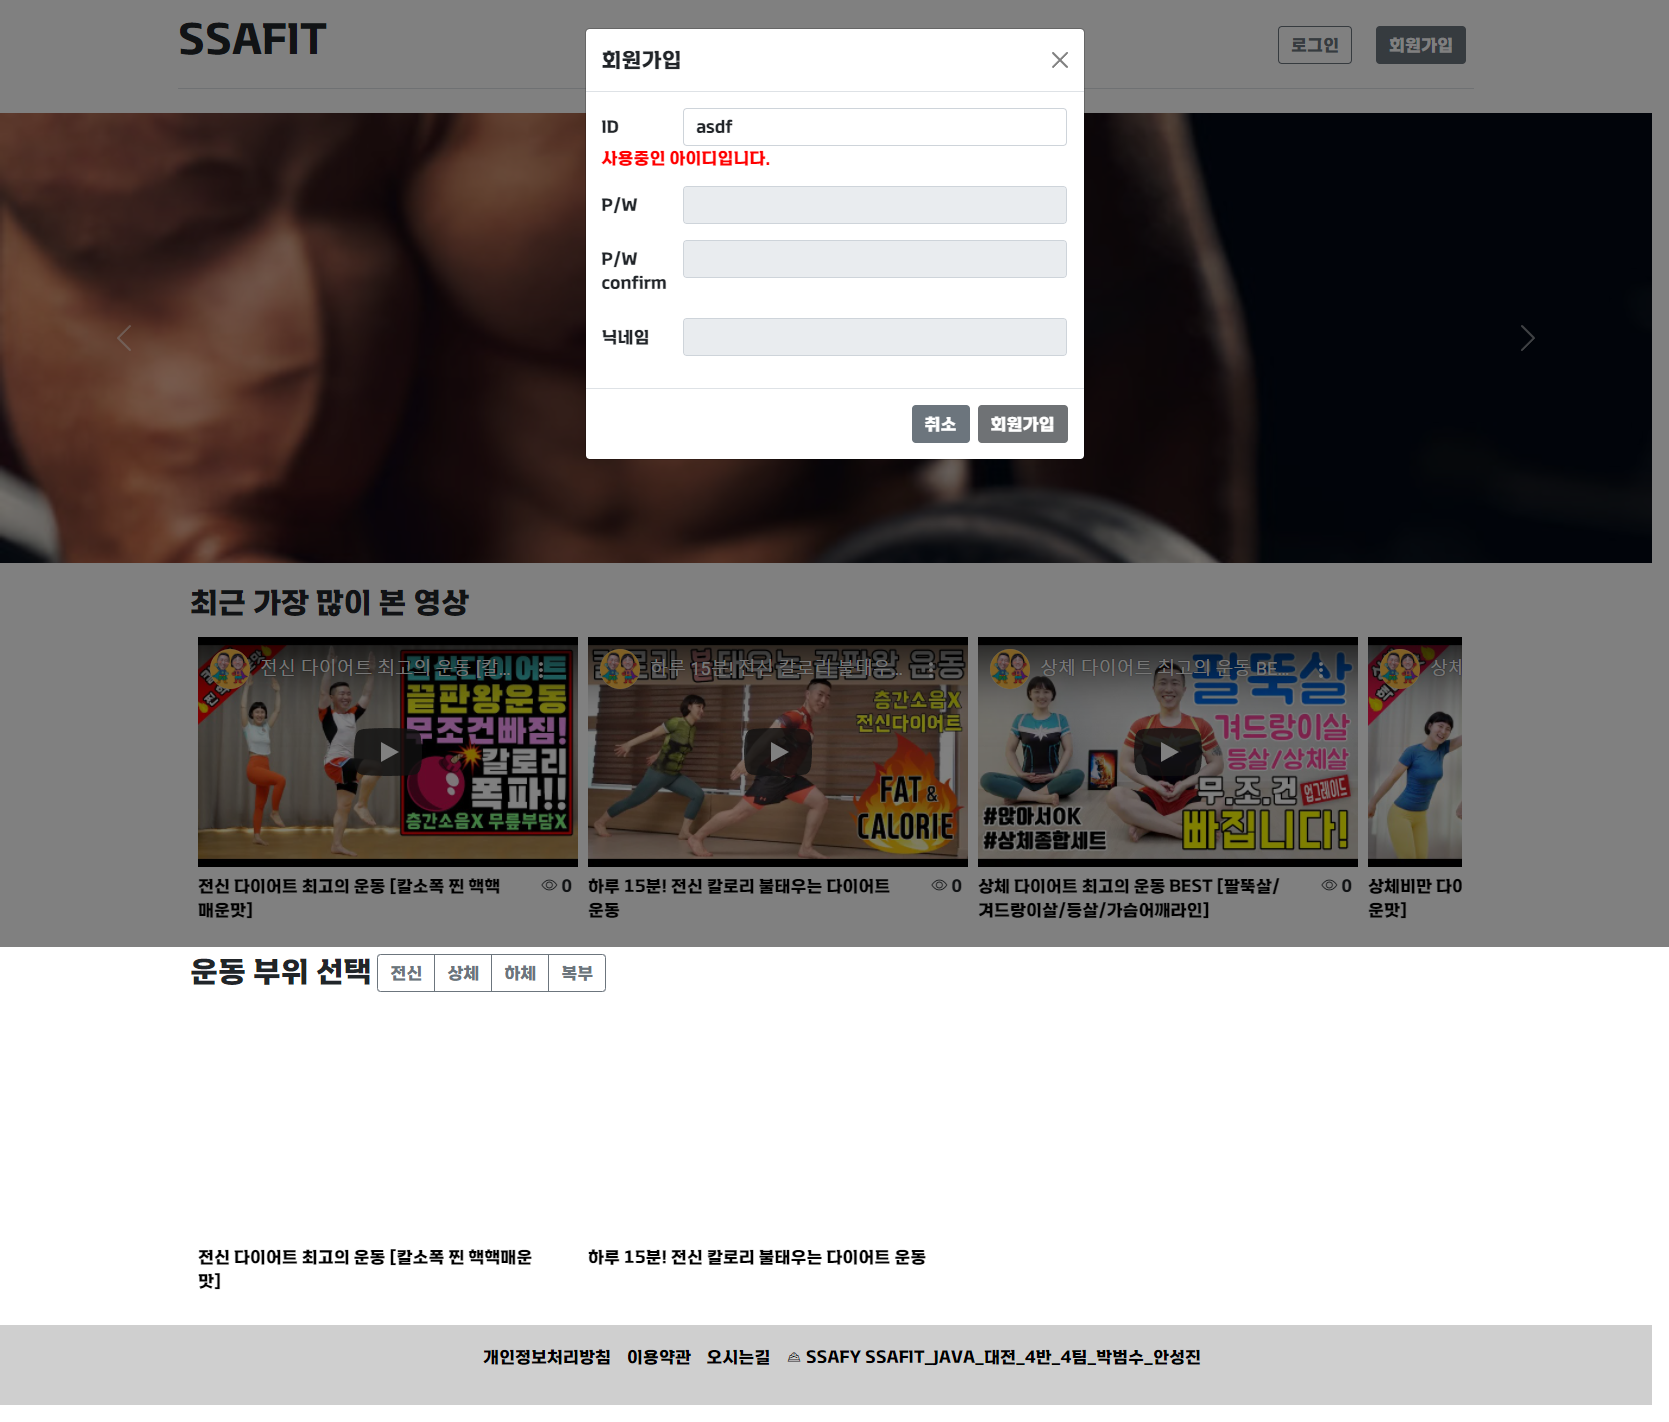 SSAFIT
로그인 회원가입
회원가입
ID asdf
사용중인 아이디입니다.
P/W
P/W
confirm
닉네임
취소 회원가입
최근 가장 많이 본 영상
전신 다이어트 최고의 운동 [칼...
전신다이어트
끝판왕운동
무조건빠짐!
칼로리
폭파!!
층간소음X 무릎부담X
전신 다이어트 최고의 운동 [칼소폭 찐 핵핵
매운맛]
0
하루 15분! 전신 칼로리 불태우...
층간소음X
전신다이어트
FAT &
CALORIE
하루 15분! 전신 칼로리 불태우는 다이어트
운동
0
상체 다이어트 최고의 운동 BE...
팔뚝살
겨드랑이살
등살/상체살
무.조.건 업그레이드
빠집니다!
#앉아서OK
#상체종합세트
상체 다이어트 최고의 운동 BEST [팔뚝살/
겨드랑이살/등살/가슴어깨라인]
0
상체
상체비만 다이
운맛]
운동 부위 선택 전신 상체 하체 복부
전신 다이어트 최고의 운동 [칼소폭 찐 핵핵매운
맛]
하루 15분! 전신 칼로리 불태우는 다이어트 운동
개인정보처리방침 이용약관 오시는길 SSAFY SSAFIT_JAVA_대전_4반_4팀_박범수_안성진